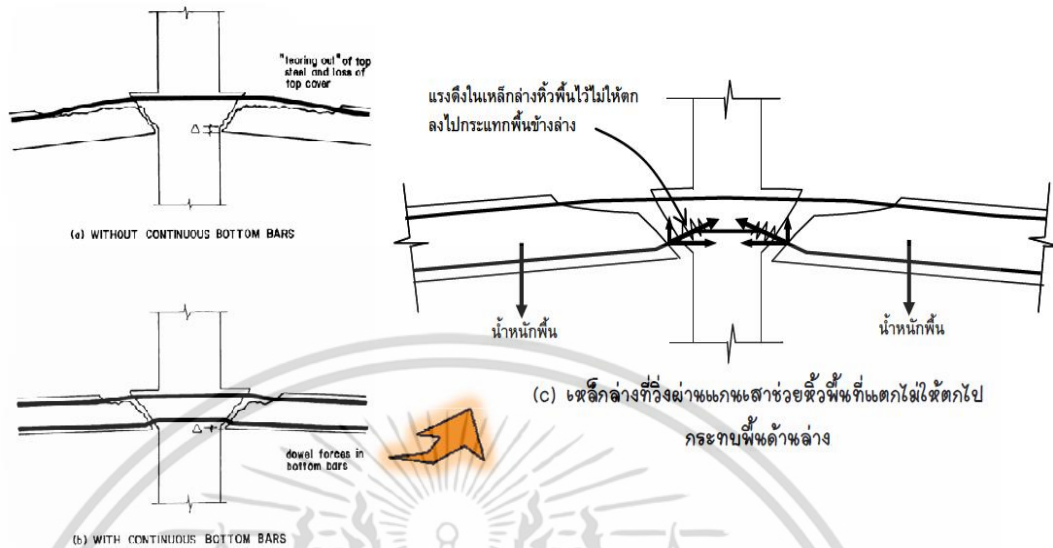 "tearing out" of top
steel and loss of
top cover
Δ
(a) WITHOUT CONTINUOUS BOTTOM BARS
Δ
dowel forces in
bottom bars
(b) WITH CONTINUOUS BOTTOM BARS
แรงดึงในเหล็กล่างหิ้วพื้นไว้ไม่ให้ตก
ลงไปกระแทกพื้นข้างล่าง
น้ำหนักพื้น
น้ำหนักพื้น
(c) เหล็กล่างที่วิ่งผ่านแกนเสาช่วยหิ้วพื้นที่แตกไม่ให้ตกไป
กระทบพื้นด้านล่าง